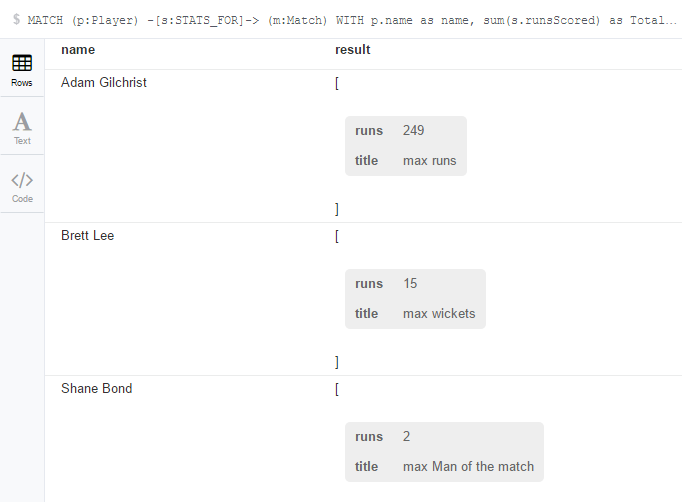 $ MATCH (p:Player) -[s:STATS_FOR]-> (m:Match) WITH p.name as name, sum(s.runsScored) as Total…
Rows
Text
Code
name result
Adam Gilchrist [
runs 249
title max runs
]
Brett Lee [
runs 15
title max wickets
]
Shane Bond [
runs 2
title max Man of the match